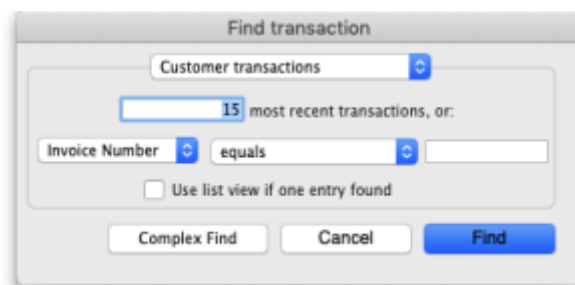 Find transaction
Customer transactions
15 most recent transactions, or:
Invoice Number equals
Use list view if one entry found
Complex Find Cancel Find